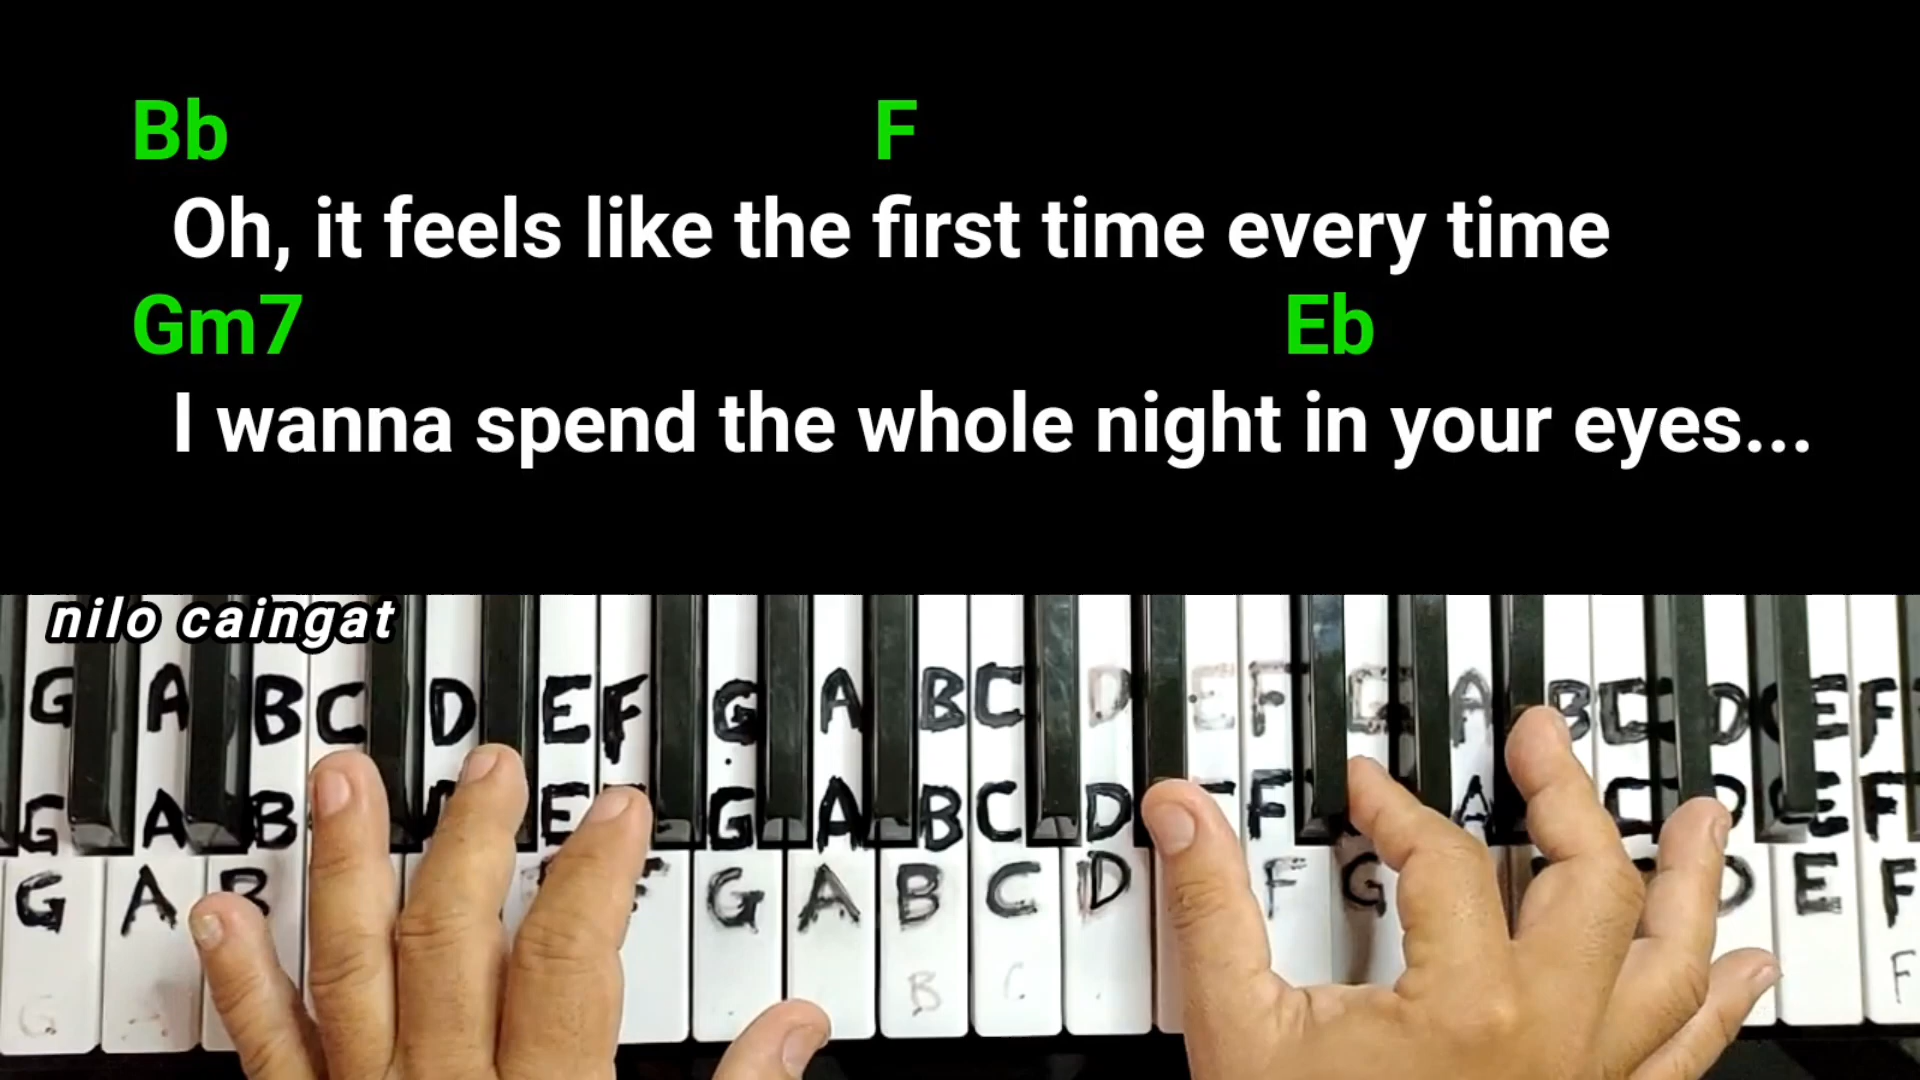 Bb F
Oh, it feels like the first time every time
Gm7 Eb
I wanna spend the whole night in your eyes...
nilo caingat
G A B C D E F G A B C D E F G A B C D E F
G A B D E F G A B C D F A C D E F
G A B F G A B C D F G D E F
G A B C F